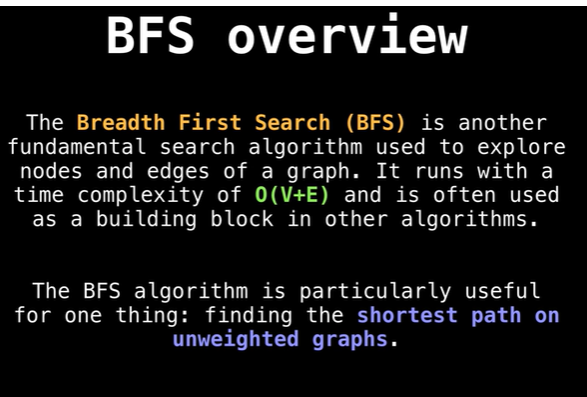 BFS overview
The Breadth First Search (BFS) is another
fundamental search algorithm used to explore
nodes and edges of a graph. It runs with a
time complexity of O(V+E) and is often used
as a building block in other algorithms.
The BFS algorithm is particularly useful
for one thing: finding the shortest path on
unweighted graphs.